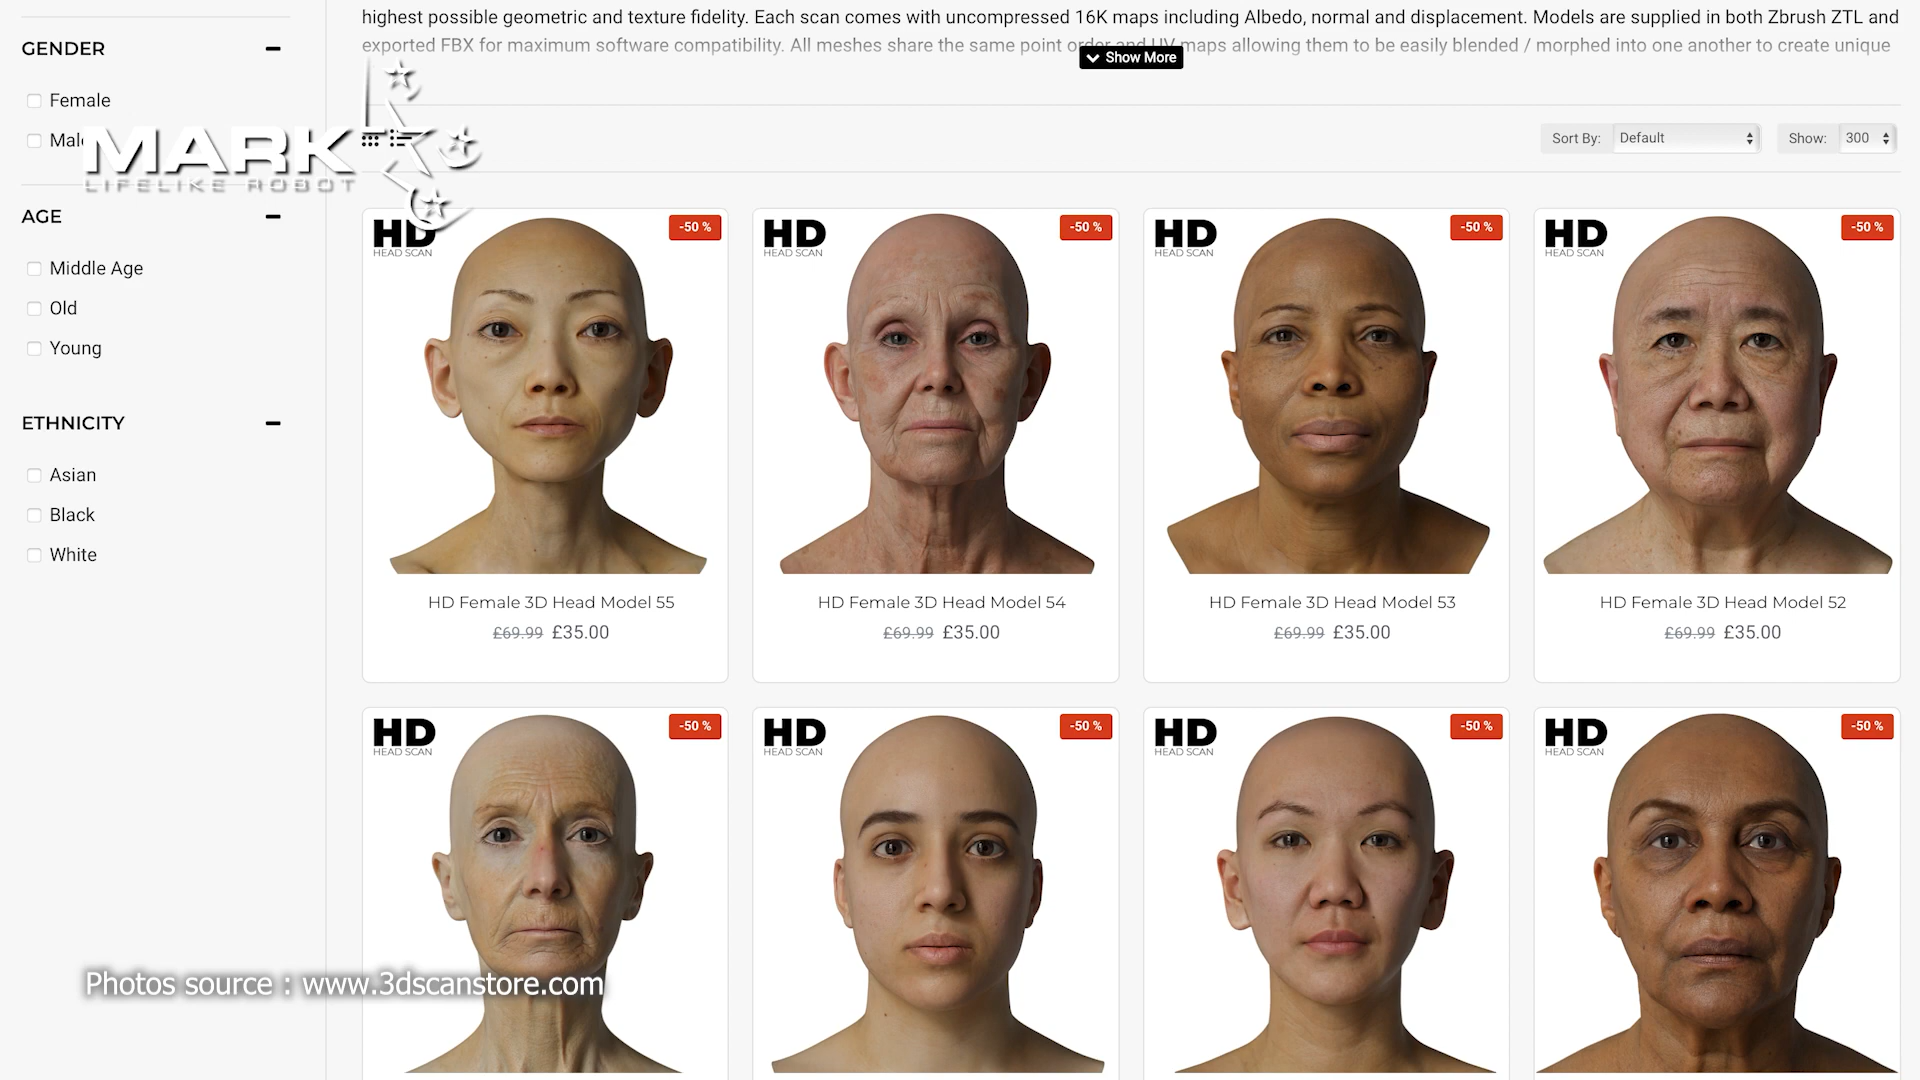 highest possible geometric and texture fidelity. Each scan comes with uncompressed 16K maps including Albedo, normal and displacement. Models are supplied in both Zbrush ZTL and
exported FBX for maximum software compatibility. All meshes share the same point order and UV maps allowing them to be easily blended / morphed into one another to create unique
Show More
GENDER
Female
Male
MARK
LIFELIKE ROBOT
Sort By: Default Show: 300
AGE
Middle Age
Old
Young
ETHNICITY
Asian
Black
White
HD HEAD SCAN -50 %
HD HEAD SCAN -50 %
HD HEAD SCAN -50 %
HD HEAD SCAN -50 %
HD Female 3D Head Model 55
£69.99 £35.00
HD Female 3D Head Model 54
£69.99 £35.00
HD Female 3D Head Model 53
£69.99 £35.00
HD Female 3D Head Model 52
£69.99 £35.00
HD HEAD SCAN -50 %
HD HEAD SCAN -50 %
HD HEAD SCAN -50 %
HD HEAD SCAN -50 %
Photos source : www.3dscanstore.com